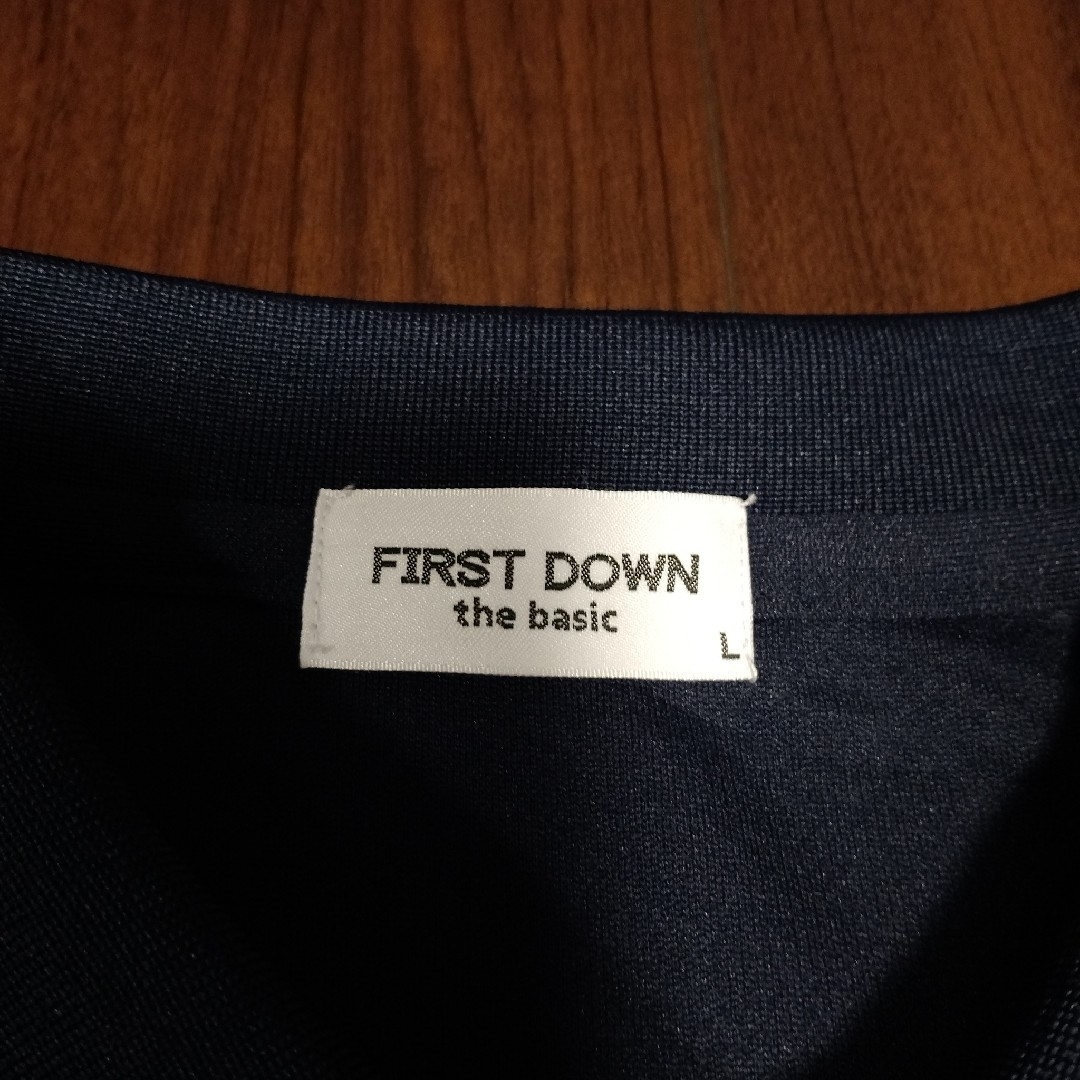 FIRST DOWN
the basic
L